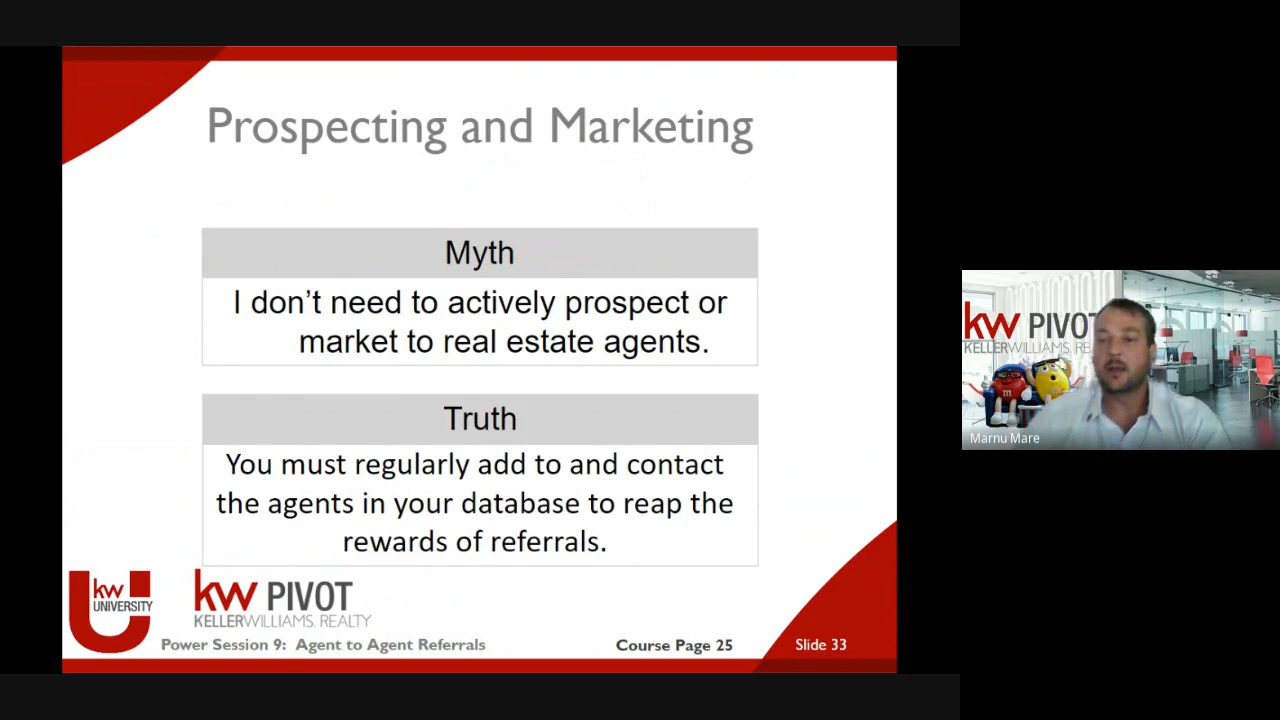 Prospecting and Marketing
Myth
I don't need to actively prospect or
market to real estate agents.
Truth
You must regularly add to and contact
the agents in your database to reap the
rewards of referrals.
kw
UNIVERSITY
kw PIVOT
KELLERWILLIAMS. REALTY
Power Session 9: Agent to Agent Referrals
Course Page 25
Slide 33
kw PIVOT
KELLERWILLIAMS. RE
m
Marnu Mare